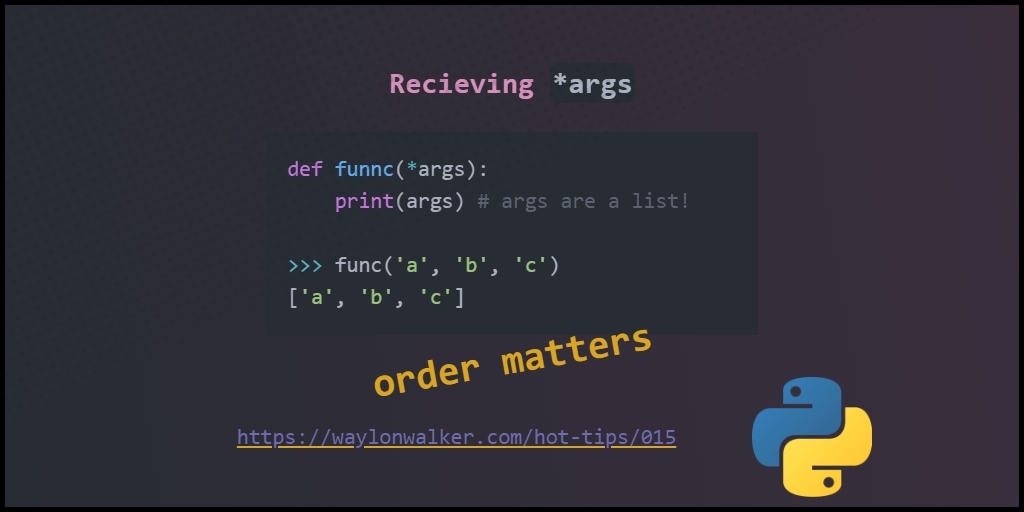 Recieving *args
def funnc(*args):
    print(args) # args are a list!
>>> func('a', 'b', 'c')
['a', 'b', 'c']
order matters
https://waylonwalker.com/hot-tips/015